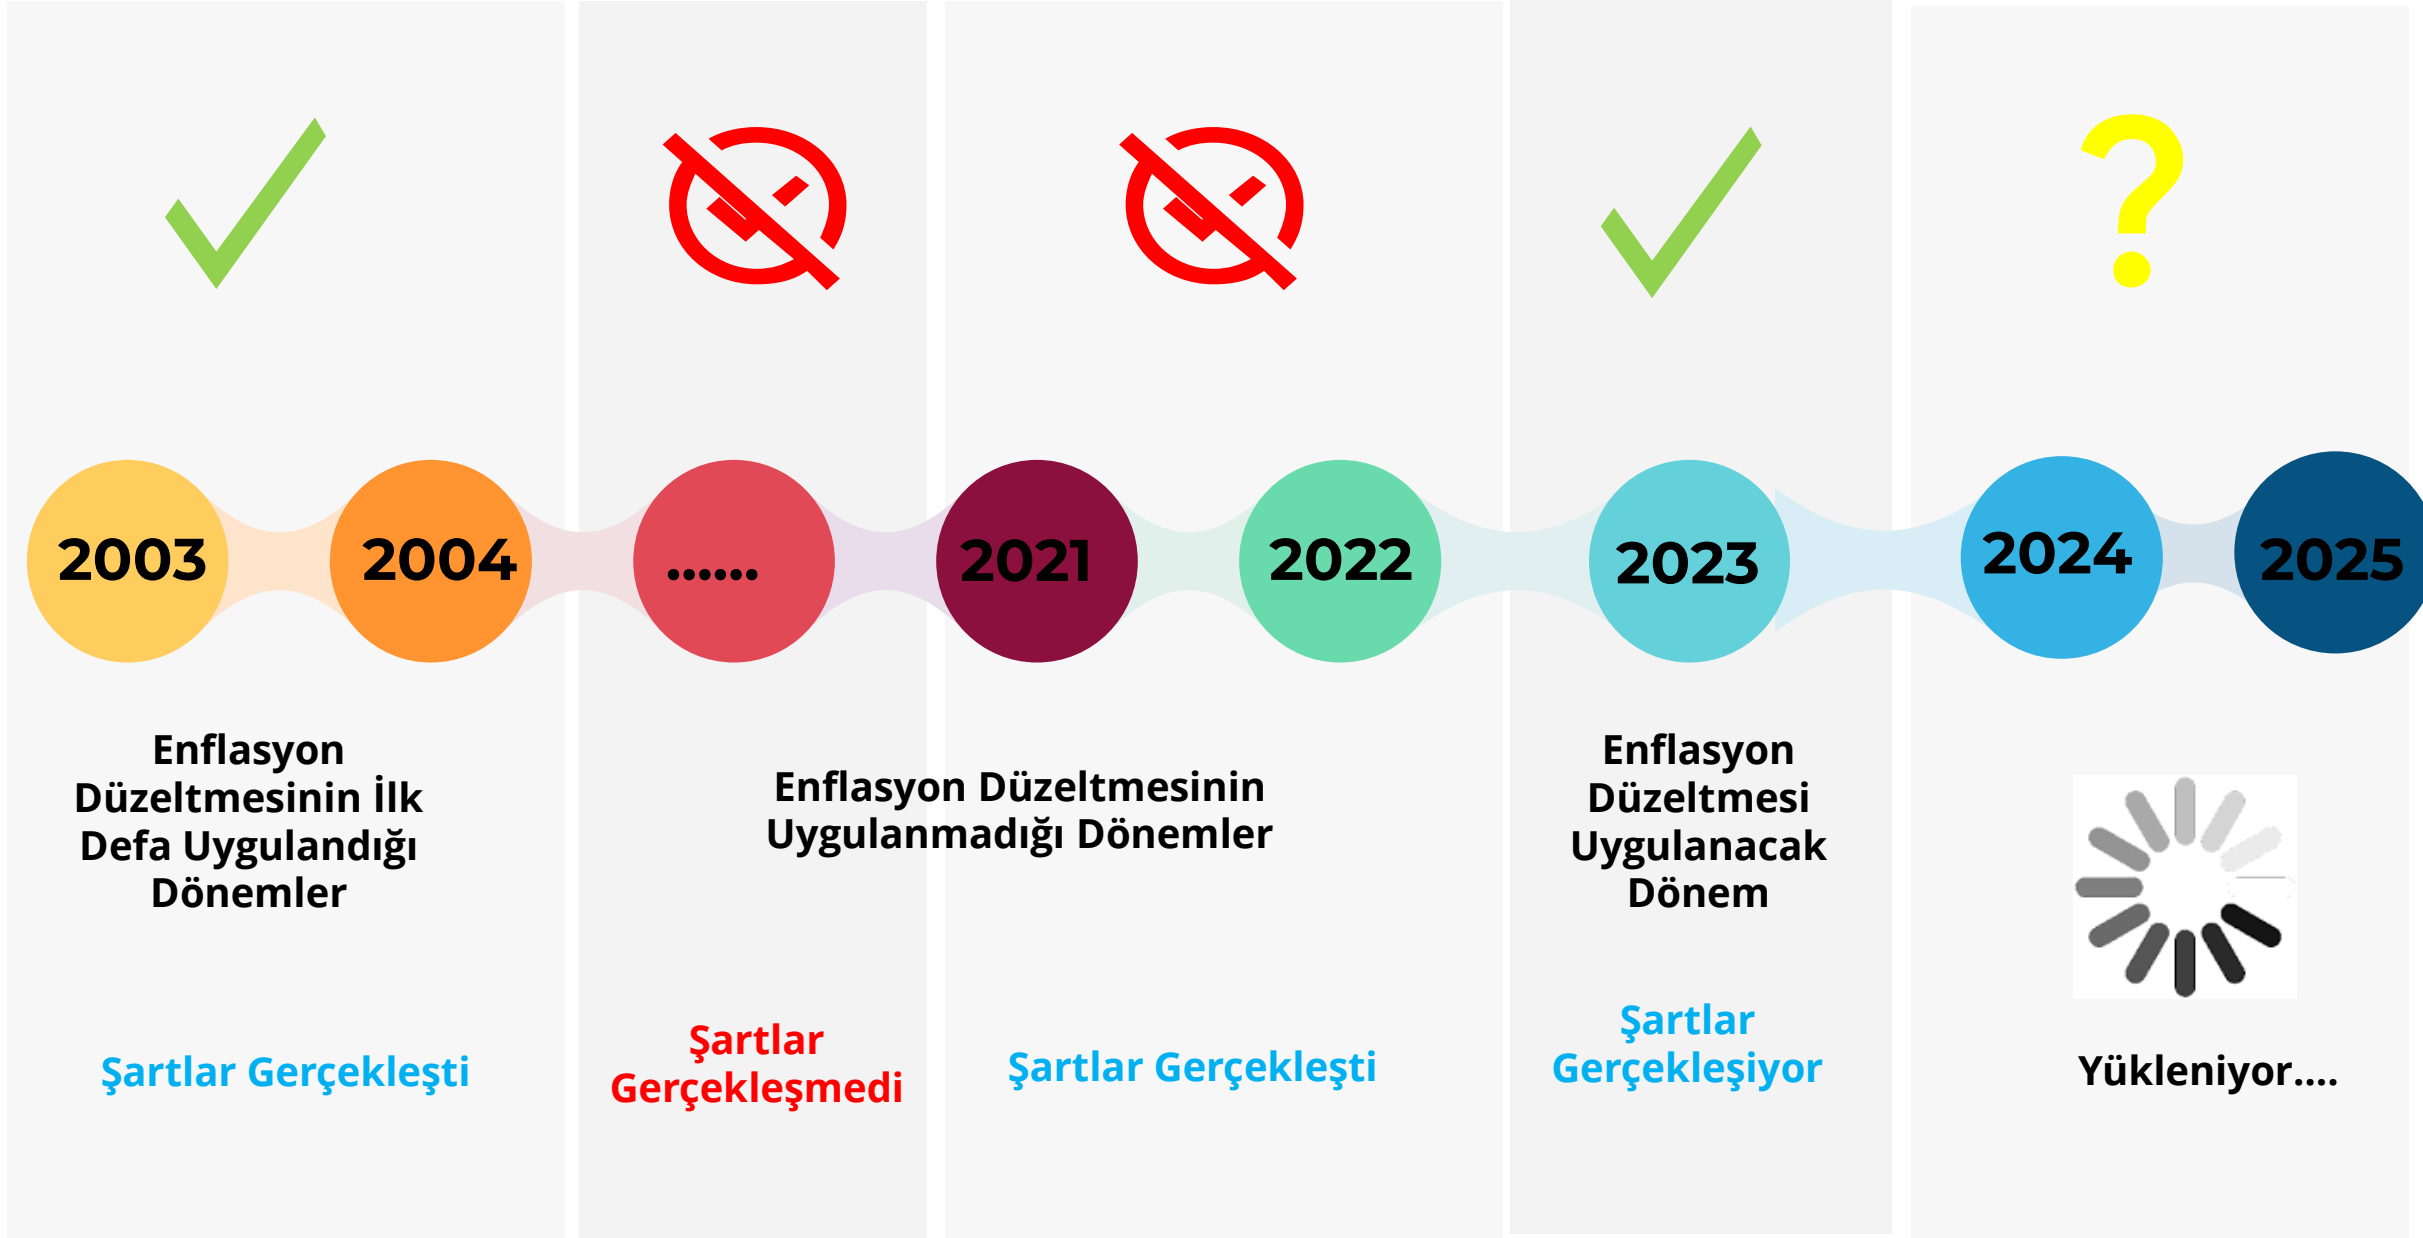 2003
2004
......
2021
2022
2023
2024
2025
Enflasyon
Düzeltmesinin İlk
Defa Uygulandığı
Dönemler
Enflasyon Düzeltmesinin
Uygulanmadığı Dönemler
Enflasyon
Düzeltmesi
Uygulanacak
Dönem
Şartlar Gerçekleşti
Şartlar
Gerçekleşmedi
Şartlar Gerçekleşti
Şartlar
Gerçekleşiyor
Yükleniyor....